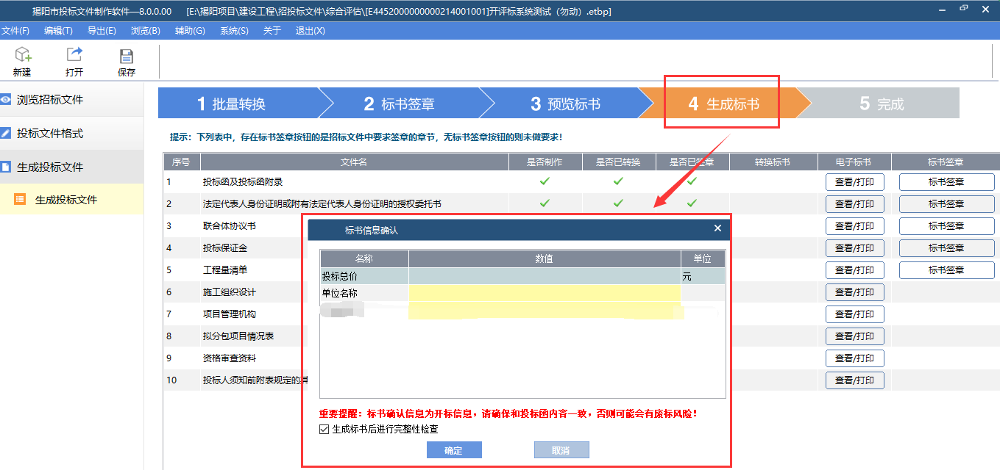 揭阳市投标文件制作软件—8.0.0.00 [E:\揭阳项目\建设工程\招投标文件\综合评估\[E4452000000000214001001]开评标系统测试（勿动）.etbp]
文件(F) 编辑(T) 导出(E) 浏览(B) 辅助(G) 系统(S) 关于 退出(X)
新建 打开 保存
浏览招标文件
投标文件格式
生成投标文件
生成投标文件
1 批量转换 2 标书签章 3 预览标书 4 生成标书 5 完成
提示：下列表中，存在标书签章按钮的是招标文件中要求签章的章节，无标书签章按钮的则未做要求！
序号 文件名 是否制作 是否已转换 是否已签章 转换标书 电子标书 标书签章
1 投标函及投标函附录 查看/打印 标书签章
2 法定代表人身份证明或附有法定代表人身份证明的授权委托书 查看/打印 标书签章
3 联合体协议书 查看/打印 标书签章
4 投标保证金 查看/打印 标书签章
5 工程量清单 查看/打印 标书签章
6 施工组织设计 查看/打印
7 项目管理机构 查看/打印
8 拟分包项目情况表 查看/打印
9 资格审查资料 查看/打印
10 投标人须知前附表规定的 查看/打印
标书信息确认
名称 数值 单位
投标总价 元
单位名称
重要提醒：标书确认信息为开标信息，请确保和投标函内容一致，否则可能会有废标风险！
生成标书后进行完整性检查
确定 取消